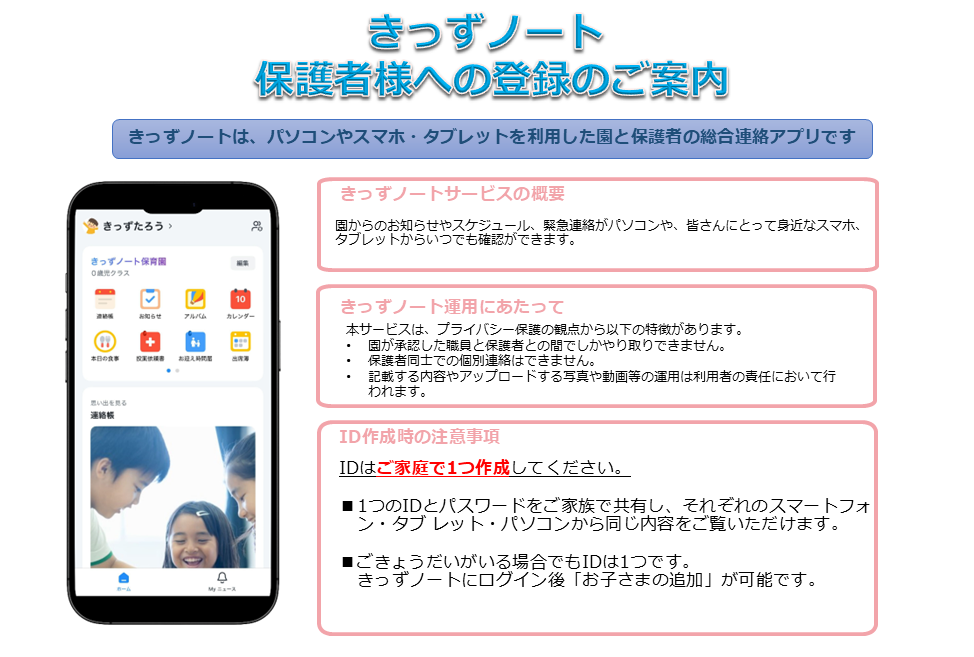 きっずノート
保護者様への登録のご案内
きっずノートは、パソコンやスマホ・タブレットを利用した園と保護者の総合連絡アプリです
きっずたろう ›
きっずノート保育園
編集
0歳児クラス
連絡帳
お知らせ
アルバム
カレンダー
10
本日の食事
投薬依頼書
お迎え時間圏
出席簿
思い出を見る
連絡帳
ホーム
My ニュース
きっずノートサービスの概要
園からのお知らせやスケジュール、緊急連絡がパソコンや、皆さんにとって身近なスマホ、
タブレットからいつでも確認ができます。
きっずノート運用にあたって
本サービスは、プライバシー保護の観点から以下の特徴があります。
• 園が承認した職員と保護者との間でしかやり取りできません。
• 保護者同士での個別連絡はできません。
• 記載する内容やアップロードする写真や動画等の運用は利用者の責任において行
われます。
ID作成時の注意事項
IDはご家庭で1つ作成してください。
■1つのIDとパスワードをご家族で共有し、それぞれのスマートフォ
ン・タブ レット・パソコンから同じ内容をご覧いただけます。
■ごきょうだいがいる場合でもIDは1つです。
きっずノートにログイン後「お子さまの追加」が可能です。